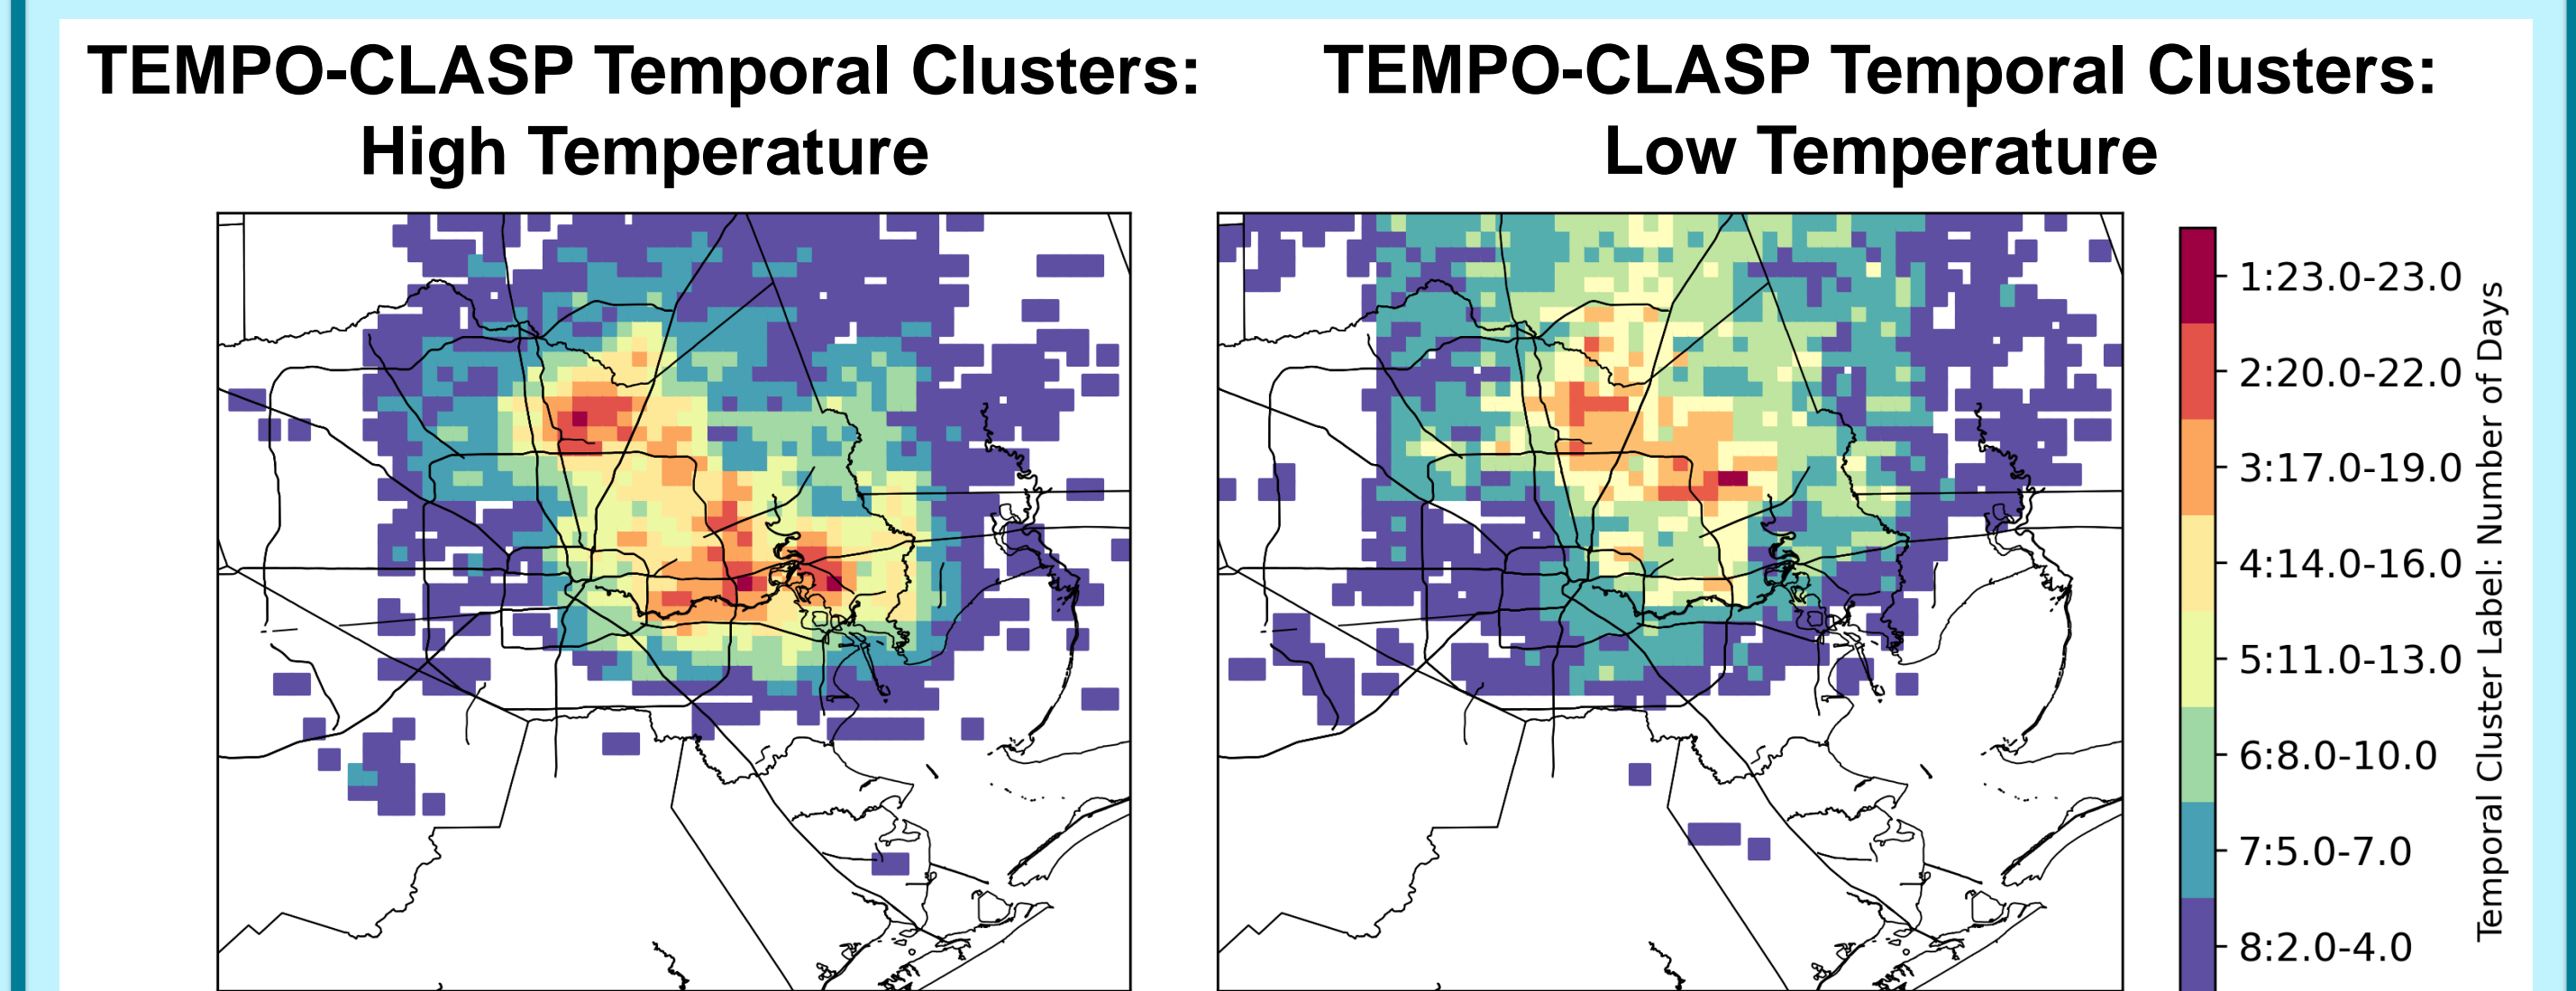 TEMPO-CLASP Temporal Clusters:
High Temperature
TEMPO-CLASP Temporal Clusters:
Low Temperature
1:23.0-23.0
2:20.0-22.0
3:17.0-19.0
4:14.0-16.0
5:11.0-13.0
6:8.0-10.0
7:5.0-7.0
8:2.0-4.0
Temporal Cluster Label: Number of Days